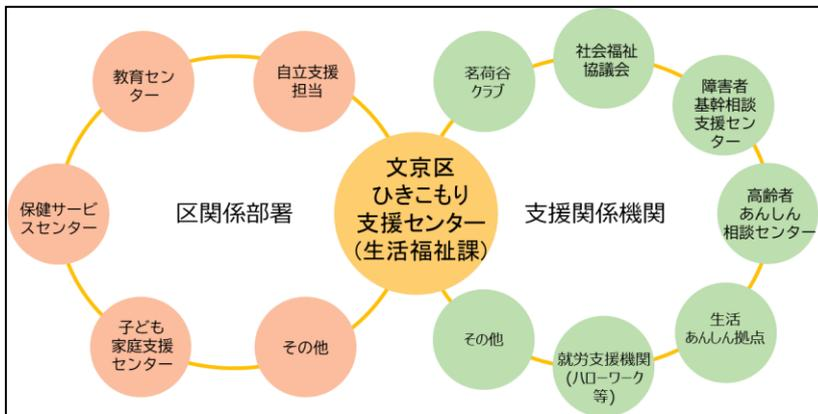 教育セン
ター
自立支援
担当
保健サービ
スセンター
区関係部署
子ども
家庭支援
センター
その他
文京区
ひきこもり
支援センター
(生活福祉課)
茗荷谷
クラブ
社会福祉
協議会
障害者
基幹相談
支援セン
ター
支援関係機関
高齢者
あんしん
相談センター
生活
あんしん拠点
就労支援機関
(ハローワーク
等)
その他